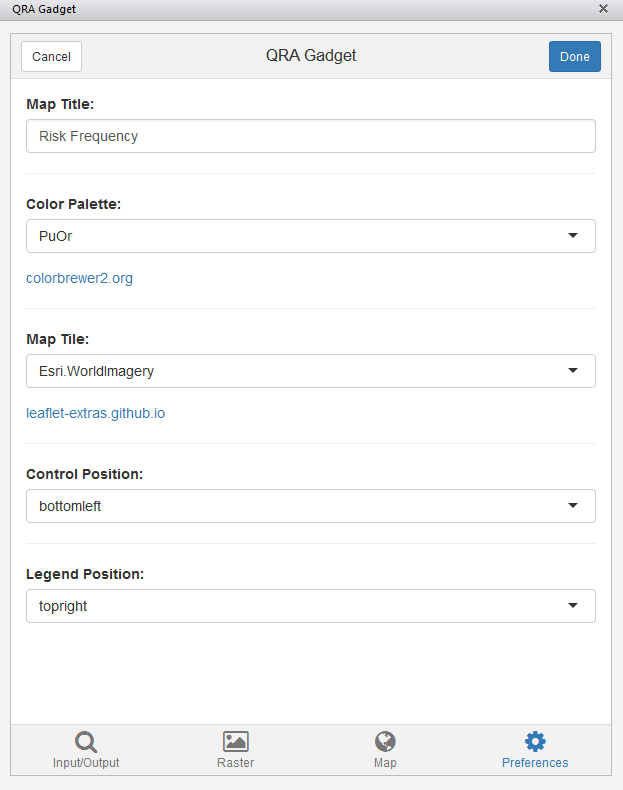 QRA Gadget
Cancel
QRA Gadget
Done
Map Title:
Risk Frequency
Color Palette:
PuOr
colorbrewer2.org
Map Tile:
Esri.WorldImagery
leaflet-extras.github.io
Control Position:
bottomleft
Legend Position:
topright
Input/Output
Raster
Map
Preferences